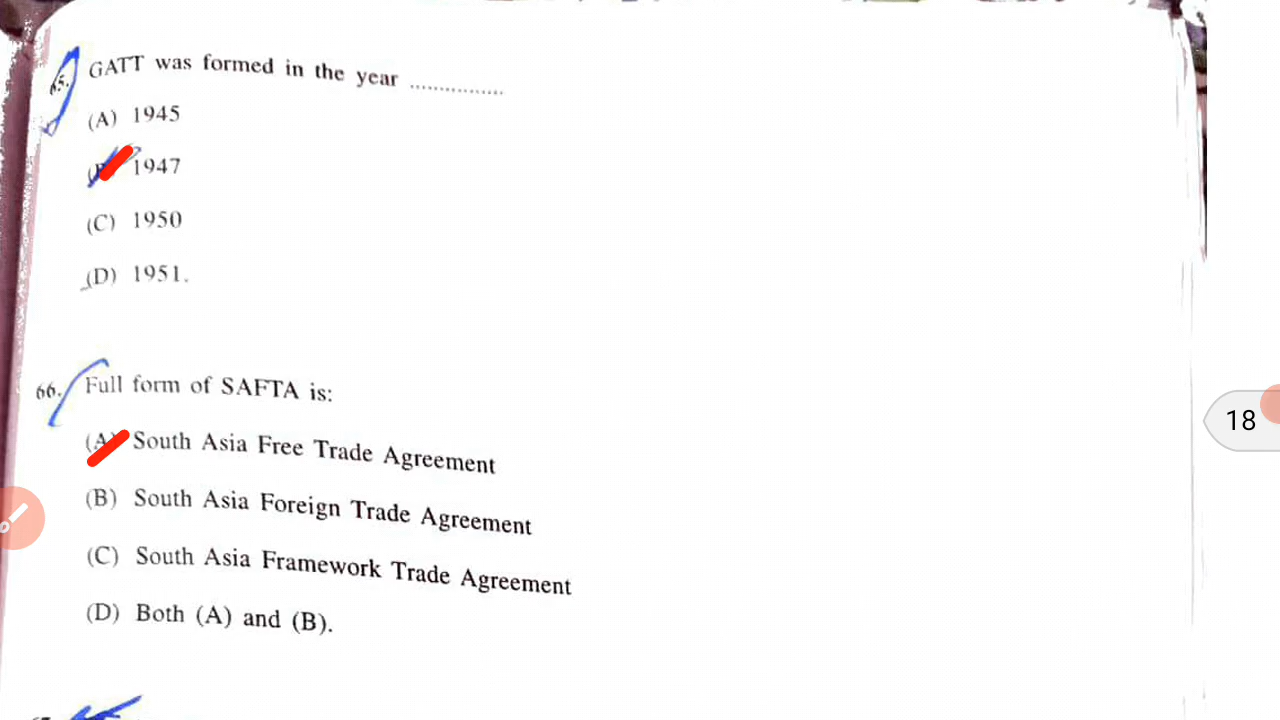 65. GATT was formed in the year ................
(A) 1945
(B) 1947
(C) 1950
(D) 1951.
66. Full form of SAFTA is:
(A) South Asia Free Trade Agreement
(B) South Asia Foreign Trade Agreement
(C) South Asia Framework Trade Agreement
(D) Both (A) and (B).
18